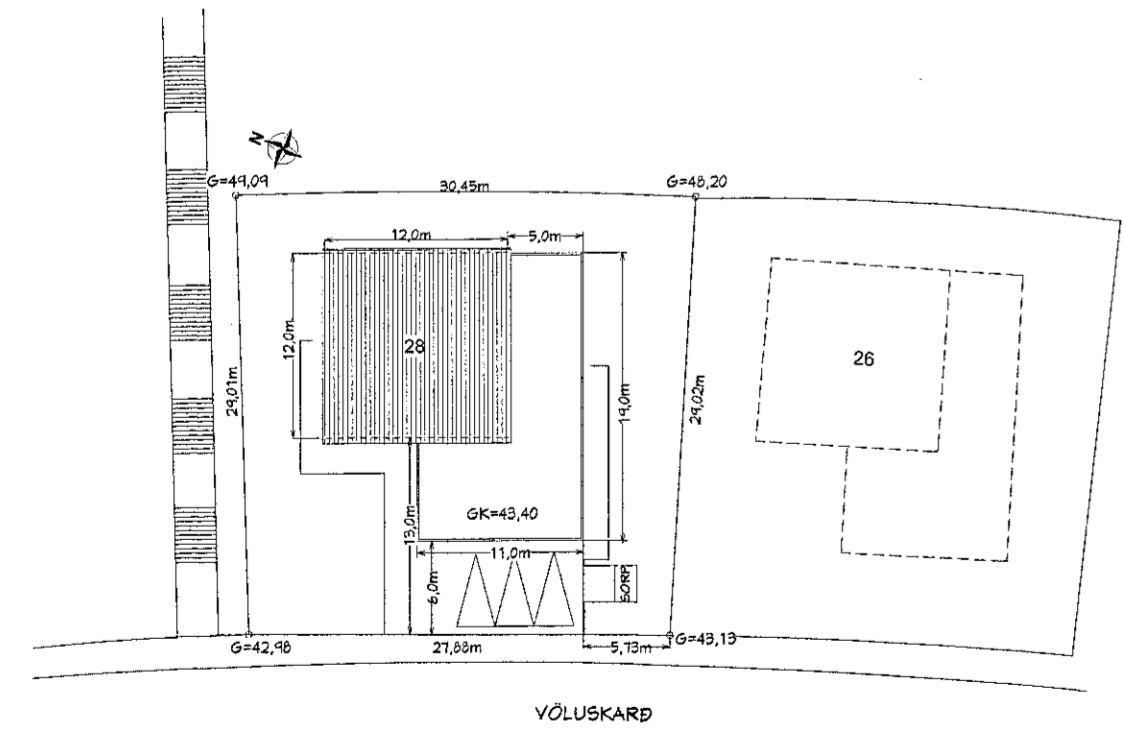 N
G=49,09
30,45m
G=48,20
12,0m
5,0m
12,0m
28
29,01m
19,0m
29,02m
26
GK=43,40
13,0m
11,0m
6,0m
SORP
G=42,98
27,88m
5,73m
G=43,13
VÖLUSKARÐ